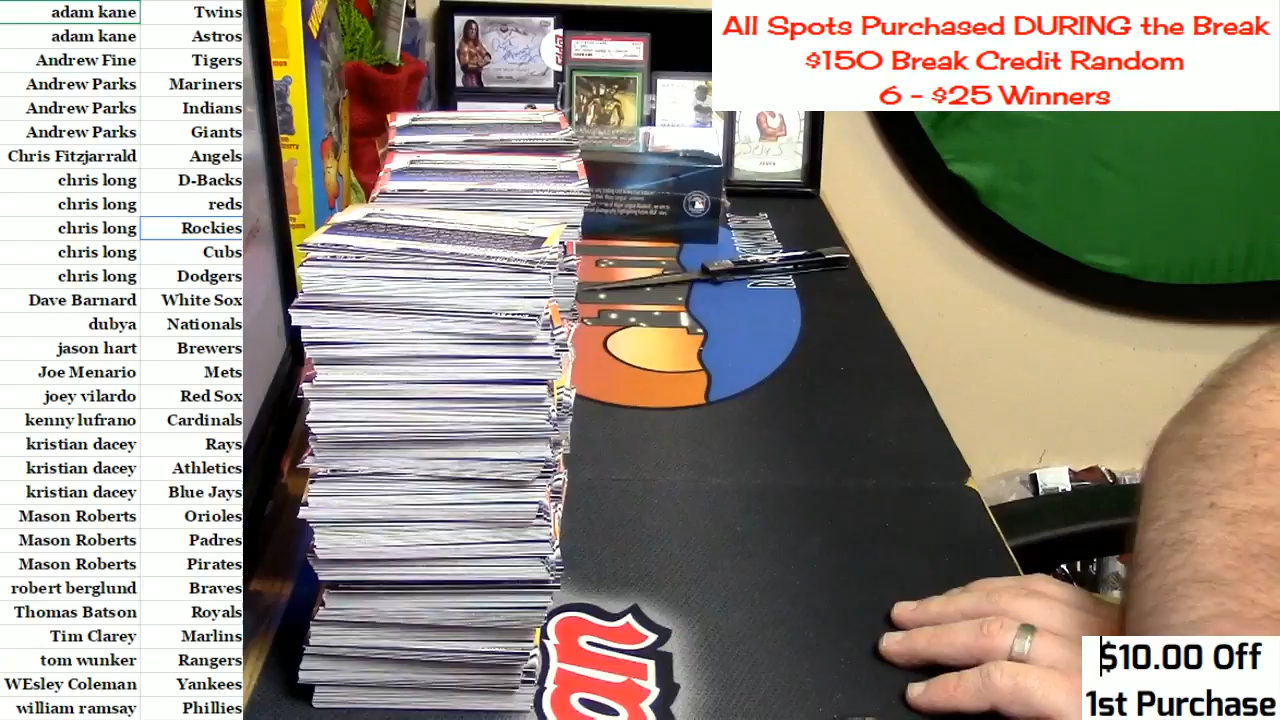 adam kane Twins
adam kane Astros
Andrew Fine Tigers
Andrew Parks Mariners
Andrew Parks Indians
Andrew Parks Giants
Chris Fitzjarrald Angels
chris long D-Backs
chris long reds
chris long Rockies
chris long Cubs
chris long Dodgers
Dave Barnard White Sox
dubya Nationals
jason hart Brewers
Joe Menario Mets
joey vilardo Red Sox
kenny lufrano Cardinals
kristian dacey Rays
kristian dacey Athletics
kristian dacey Blue Jays
Mason Roberts Orioles
Mason Roberts Padres
Mason Roberts Pirates
robert berglund Braves
Thomas Batson Royals
Tim Clarey Marlins
tom wunker Rangers
WEsley Coleman Yankees
william ramsay Phillies
All Spots Purchased DURING the Break
$150 Break Credit Random
6 - $25 Winners
$10.00 Off
1st Purchase